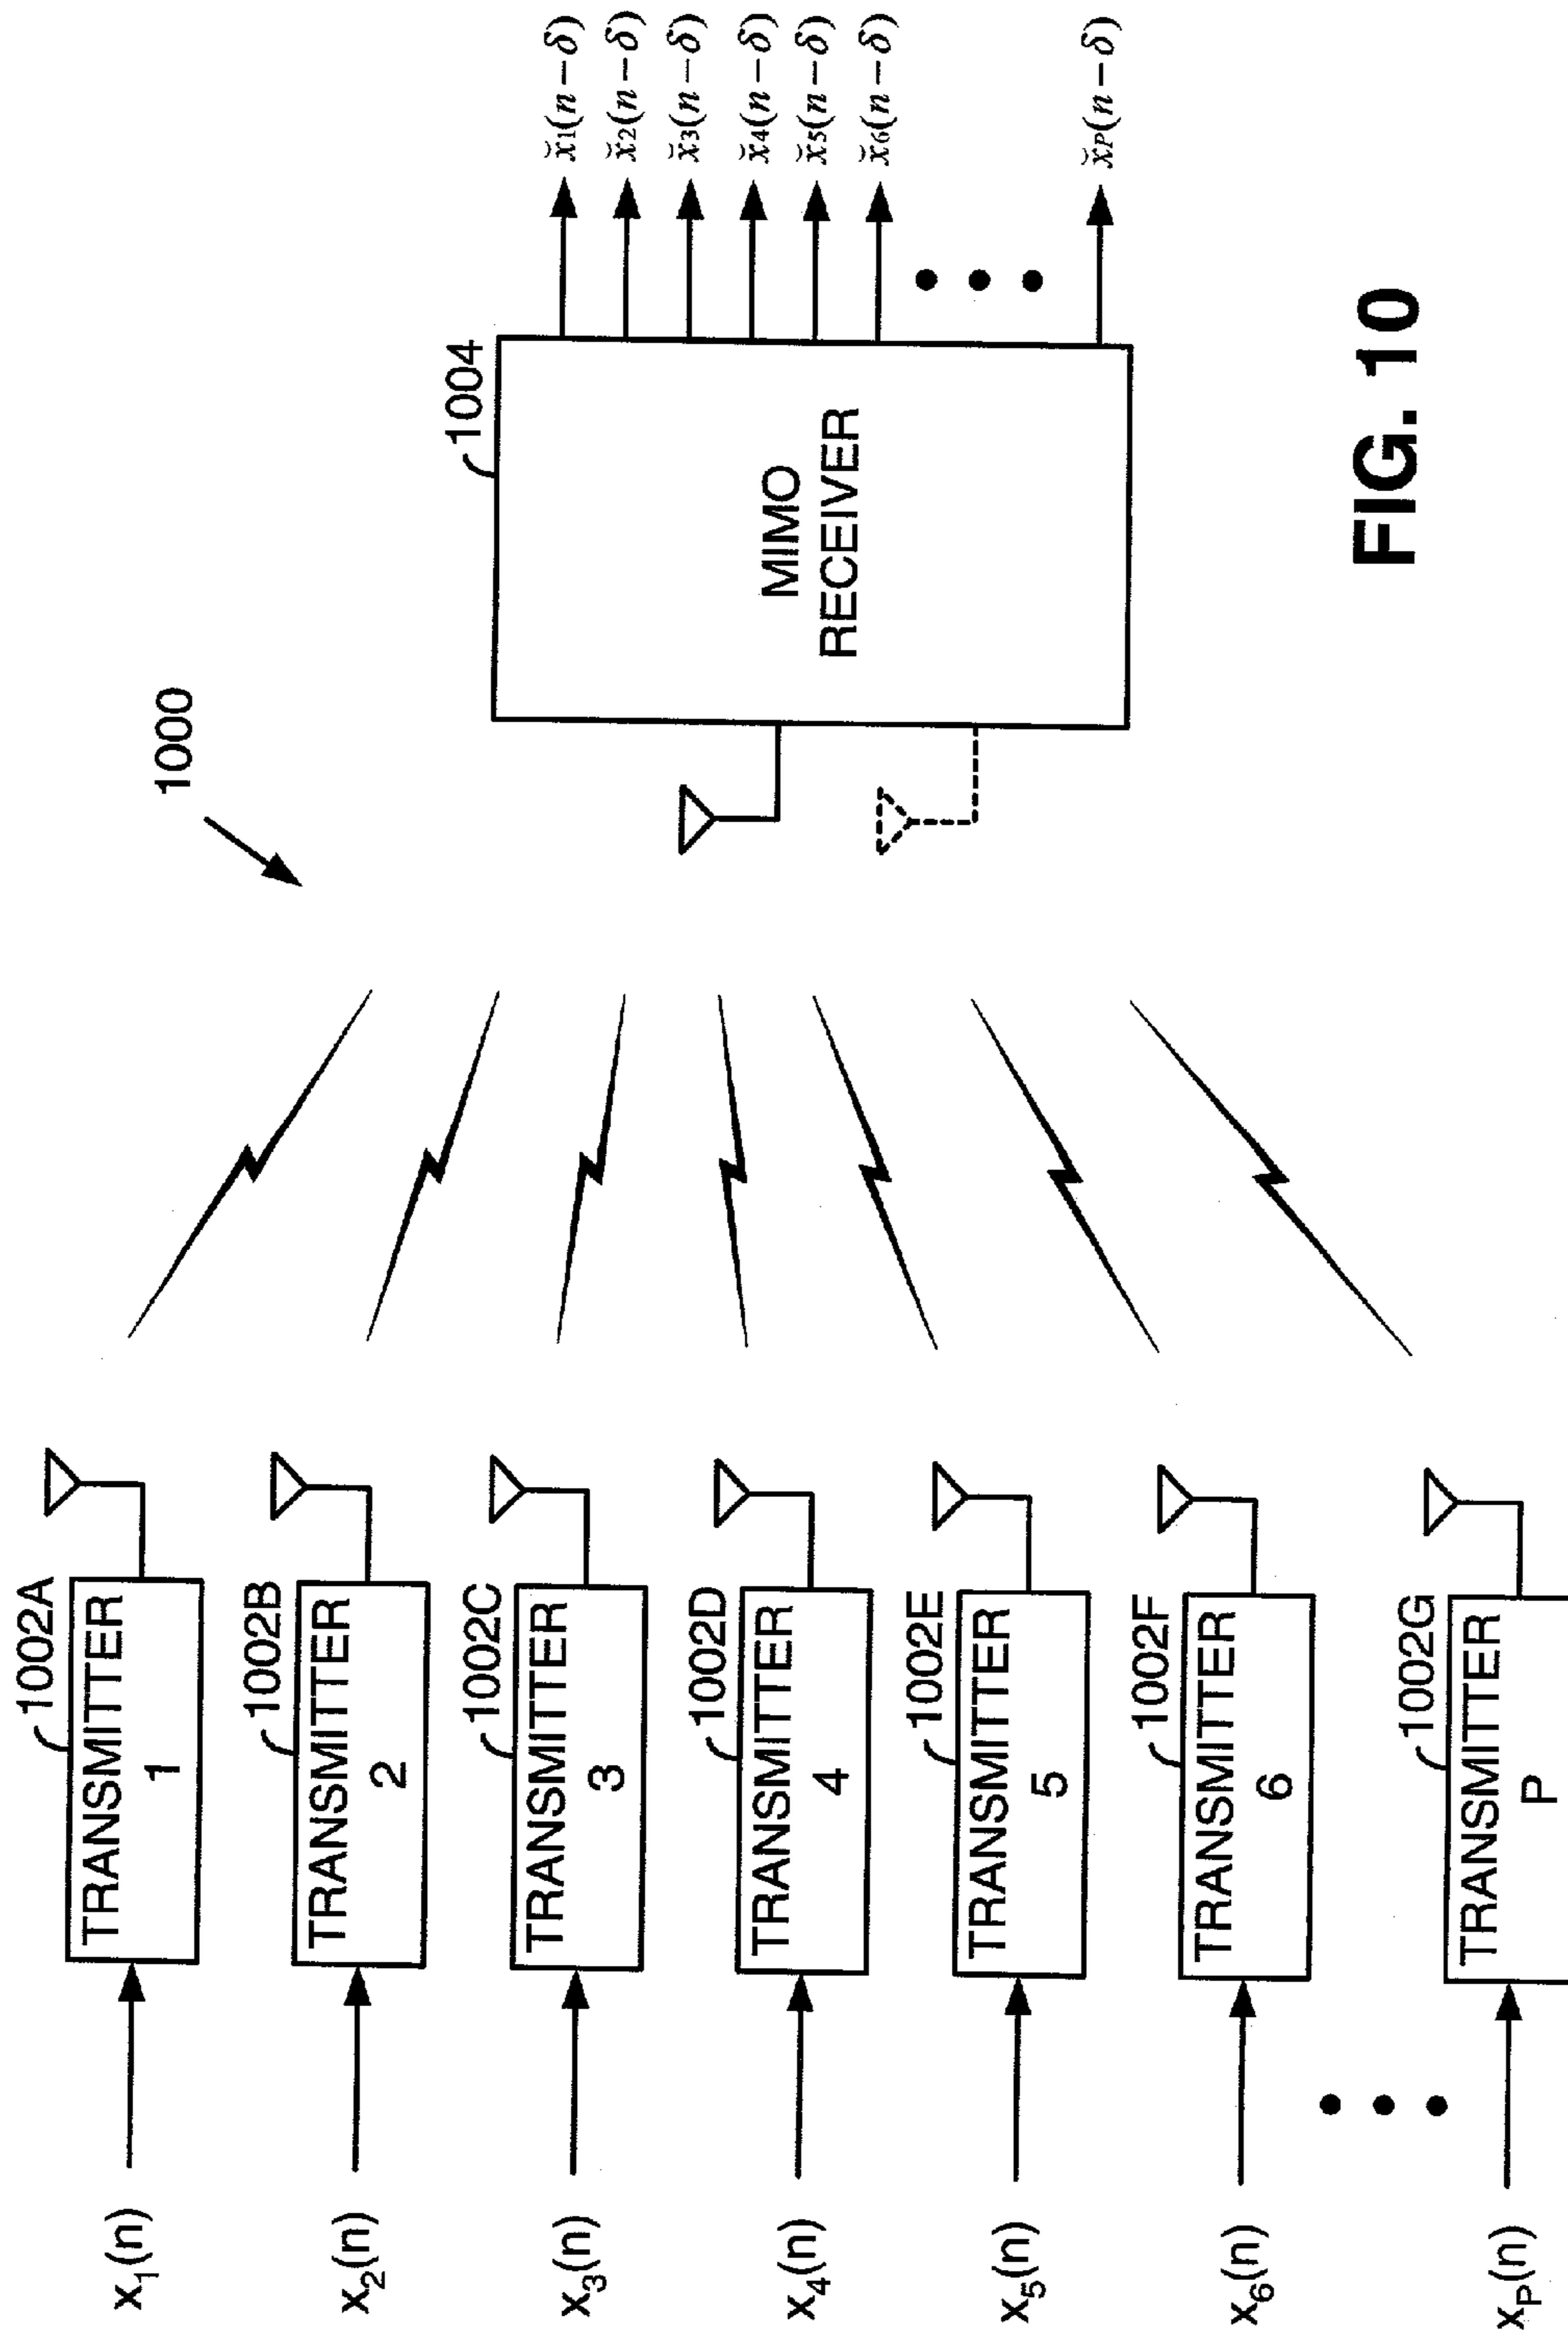 1000
x₁(n)
1002A
TRANSMITTER
1
x₂(n)
1002B
TRANSMITTER
2
x₃(n)
1002C
TRANSMITTER
3
x₄(n)
1002D
TRANSMITTER
4
x₅(n)
1002E
TRANSMITTER
5
x₆(n)
1002F
TRANSMITTER
6
x_P(n)
1002G
TRANSMITTER
P
1004
MIMO
RECEIVER
x̆₁(n−δ)
x̆₂(n−δ)
x̆₃(n−δ)
x̆₄(n−δ)
x̆₅(n−δ)
x̆₆(n−δ)
x̆_P(n−δ)
FIG. 10